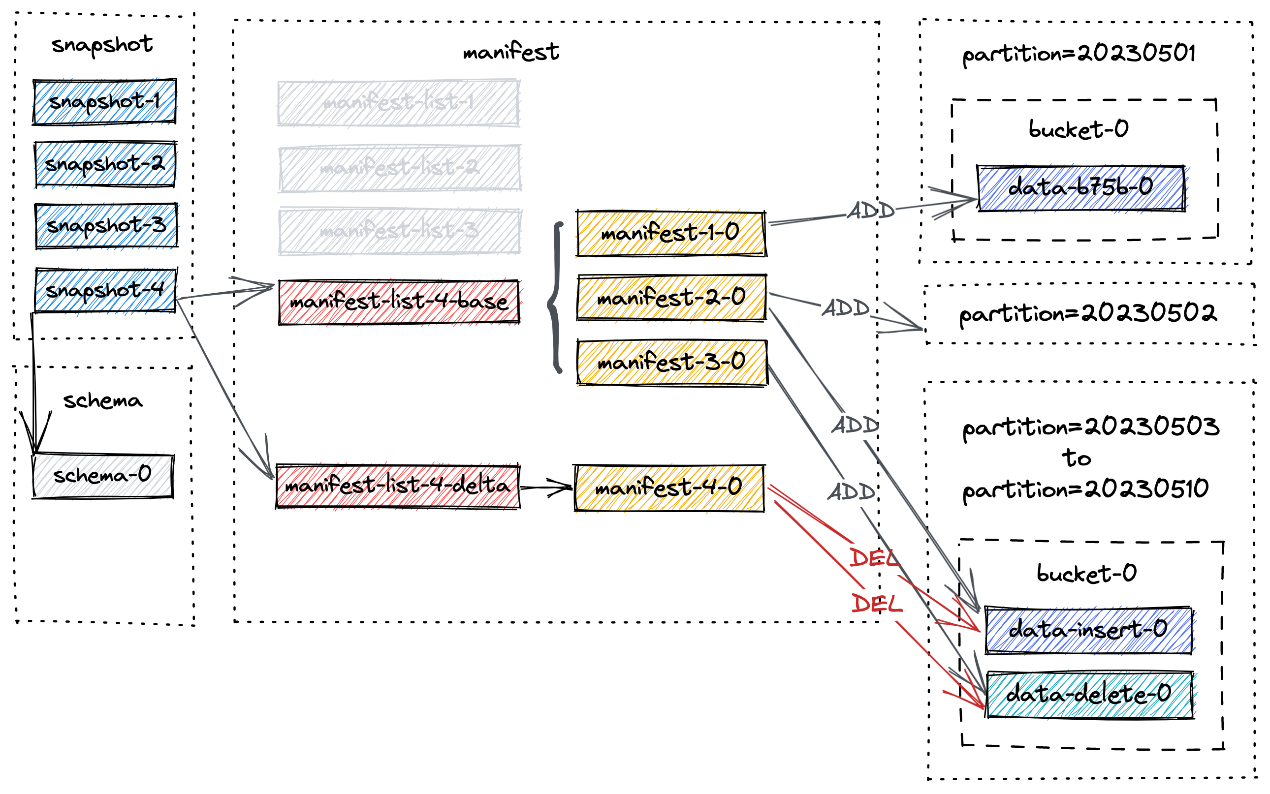 snapshot
snapshot-1
snapshot-2
snapshot-3
snapshot-4
schema
schema-0
manifest
manifest-list-1
manifest-list-2
manifest-list-3
manifest-list-4-base
manifest-list-4-delta
manifest-1-0
manifest-2-0
manifest-3-0
manifest-4-0
ADD
ADD
ADD
ADD
DEL
DEL
partition=20230501
bucket-0
data-b75b-0
partition=20230502
partition=20230503
to
partition=20230510
bucket-0
data-insert-0
data-delete-0